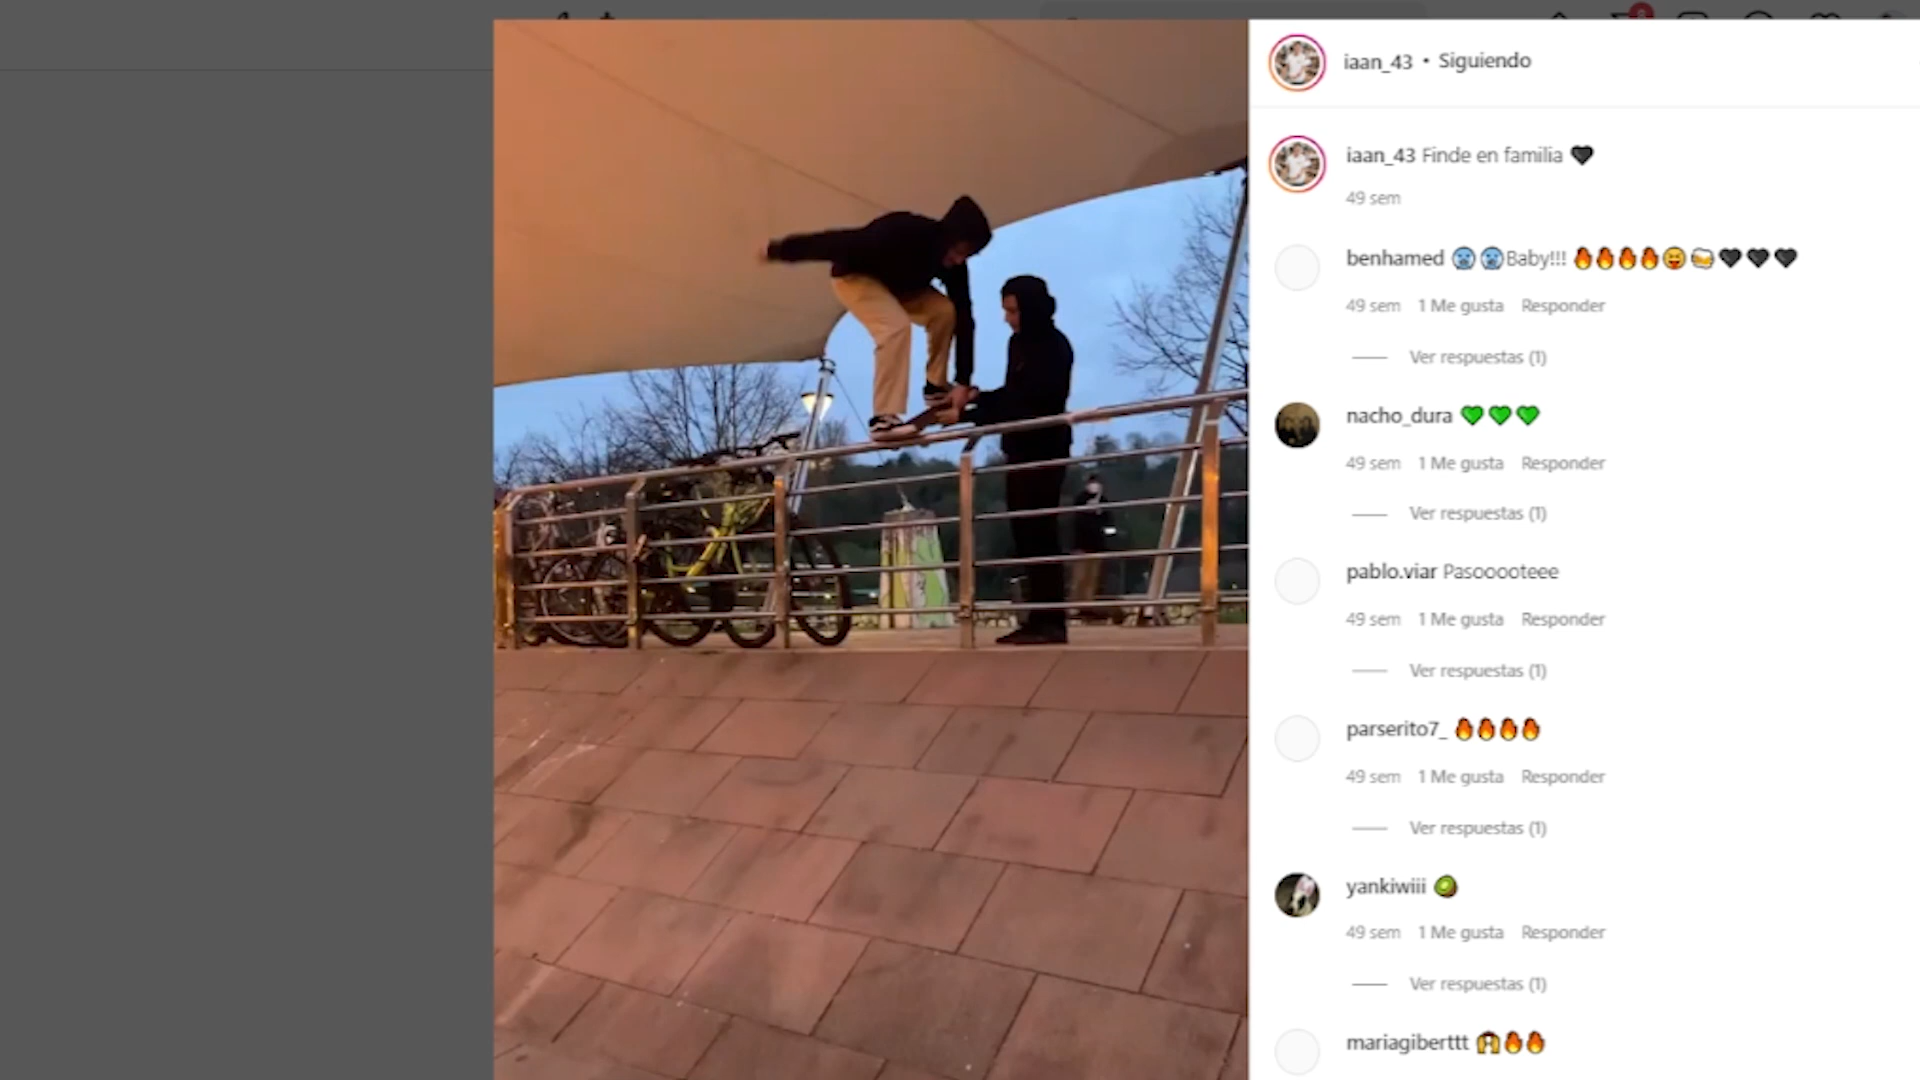 iaan_43 • Siguiendo
iaan_43 Finde en familia 🖤
49 sem
benhamed 🥶🥶Baby!!! 🔥🔥🔥🔥😝🍻🖤🖤🖤
49 sem 1 Me gusta Responder
Ver respuestas (1)
nacho_dura 💚💚💚
49 sem 1 Me gusta Responder
Ver respuestas (1)
pablo.viar Pasooooteee
49 sem 1 Me gusta Responder
Ver respuestas (1)
parserito7_ 🔥🔥🔥🔥
49 sem 1 Me gusta Responder
Ver respuestas (1)
yankiwiii 🥝
49 sem 1 Me gusta Responder
Ver respuestas (1)
mariagiberttt 🙀🔥🔥